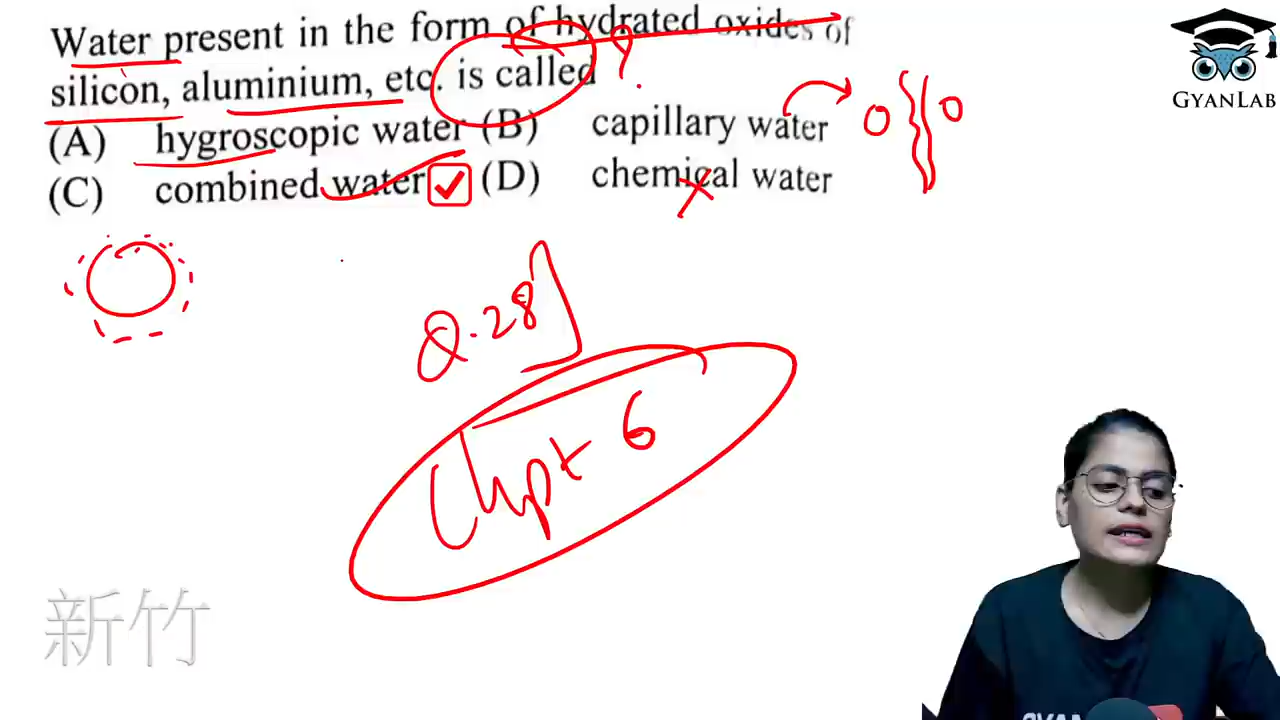 Water present in the form of hydrated oxides of
silicon, aluminium, etc. is called ?
(A) hygroscopic water (B) capillary water
(C) combined water (D) chemical water
GYANLAB
Q.28
Chpt 6
新竹